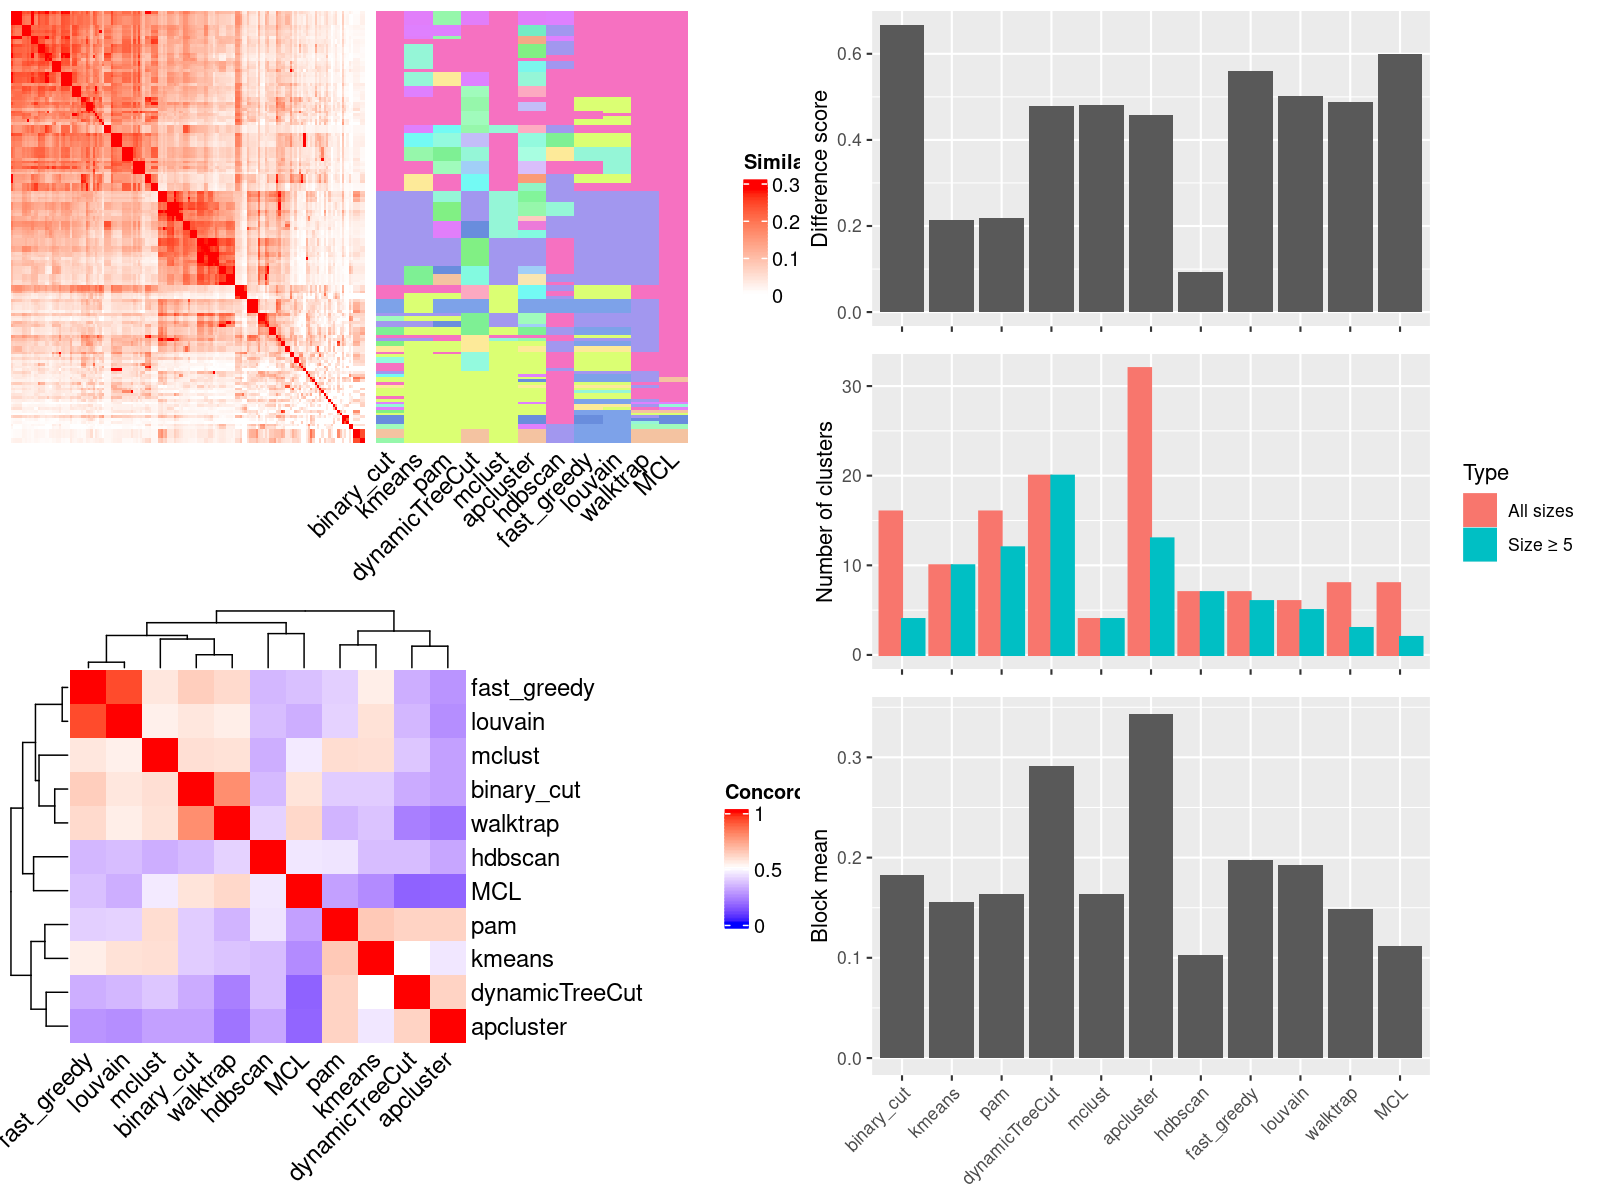 Simila
0.3
0.2
0.1
0
binary_cut
kmeans
pam
dynamicTreeCut
mclust
apcluster
hdbscan
fast_greedy
louvain
walktrap
MCL
fast_greedy
louvain
mclust
binary_cut
walktrap
hdbscan
MCL
pam
kmeans
dynamicTreeCut
apcluster
Concord
1
0.5
0
fast_greedy
louvain
mclust
binary_cut
walktrap
hdbscan
MCL
pam
kmeans
dynamicTreeCut
apcluster
Difference score
0.6
0.4
0.2
0.0
Number of clusters
30
20
10
0
Type
All sizes
Size ≥ 5
Block mean
0.3
0.2
0.1
0.0
binary_cut
kmeans
pam
dynamicTreeCut
mclust
apcluster
hdbscan
fast_greedy
louvain
walktrap
MCL